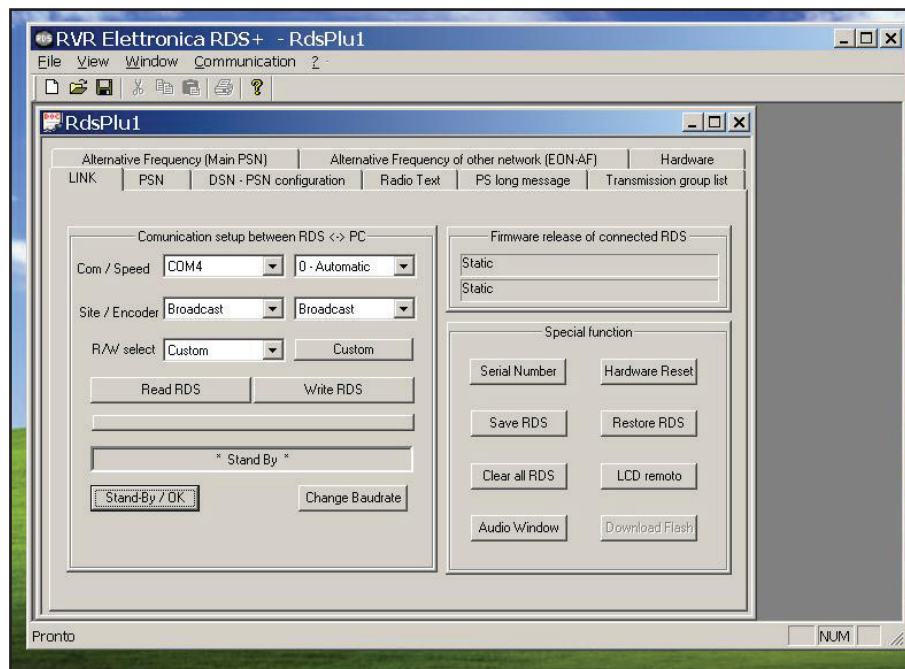 RDS RVR Elettronica RDS+ - RdsPlu1
File View Window Communication ?
RdsPlu1
Alternative Frequency (Main PSN) Alternative Frequency of other network (EON-AF) Hardware
LINK PSN DSN - PSN configuration Radio Text PS long message Transmission group list
Comunication setup between RDS <-> PC
Com / Speed COM4 0 - Automatic
Site / Encoder Broadcast Broadcast
R/W select Custom Custom
Read RDS Write RDS
* Stand By *
Stand-By / OK Change Baudrate
Firmware release of connected RDS
Static
Static
Special function
Serial Number Hardware Reset
Save RDS Restore RDS
Clear all RDS LCD remoto
Audio Window Download Flash
Pronto NUM